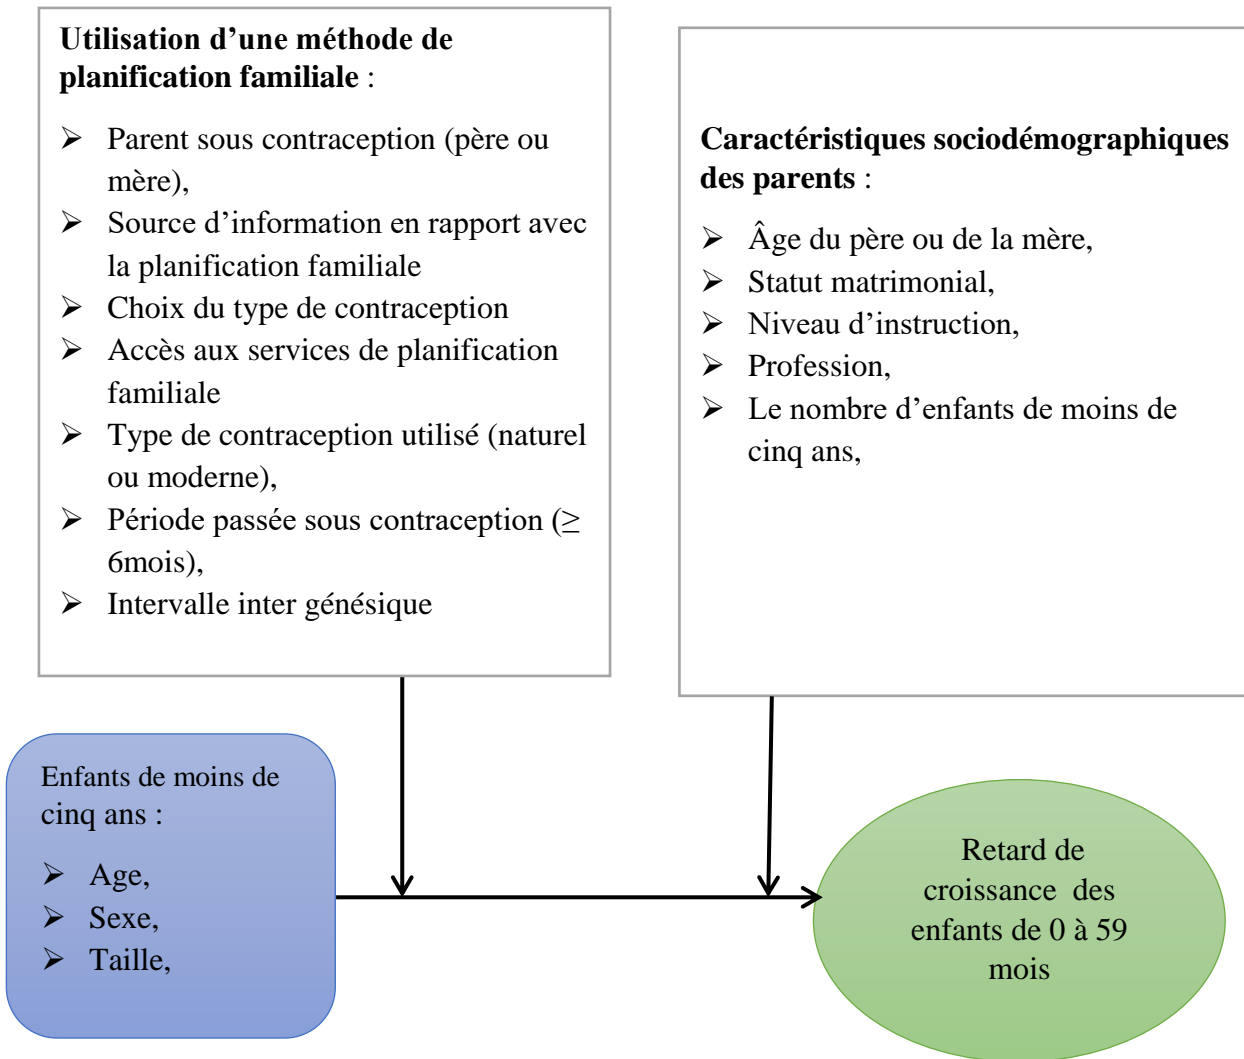 Utilisation d’une méthode de
planification familiale :
➢ Parent sous contraception (père ou
mère),
➢ Source d’information en rapport avec
la planification familiale
➢ Choix du type de contraception
➢ Accès aux services de planification
familiale
➢ Type de contraception utilisé (naturel
ou moderne),
➢ Période passée sous contraception (≥
6mois),
➢ Intervalle inter génésique
Caractéristiques sociodémographiques
des parents :
➢ Âge du père ou de la mère,
➢ Statut matrimonial,
➢ Niveau d’instruction,
➢ Profession,
➢ Le nombre d’enfants de moins de
cinq ans,
Enfants de moins de
cinq ans :
➢ Age,
➢ Sexe,
➢ Taille,
Retard de
croissance des
enfants de 0 à 59
mois